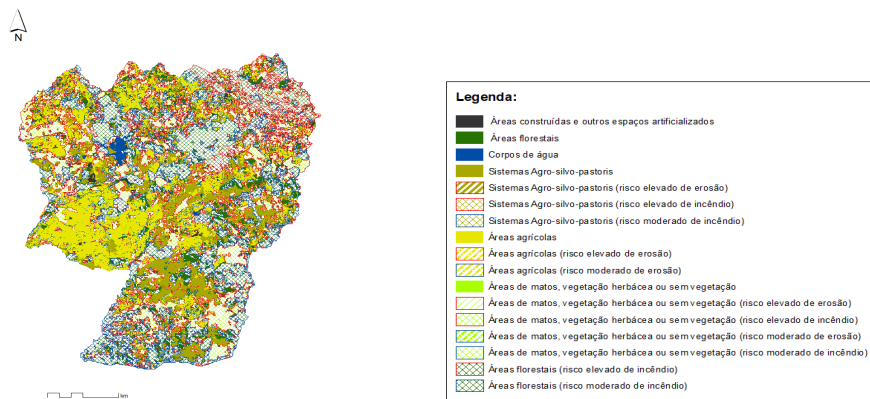 N
km
Legenda:
Áreas construídas e outros espaços artificializados
Áreas florestais
Corpos de água
Sistemas Agro-silvo-pastoris
Sistemas Agro-silvo-pastoris (risco elevado de erosão)
Sistemas Agro-silvo-pastoris (risco elevado de incêndio)
Sistemas Agro-silvo-pastoris (risco moderado de incêndio)
Áreas agrícolas
Áreas agrícolas (risco elevado de erosão)
Áreas agrícolas (risco moderado de erosão)
Áreas de matos, vegetação herbácea ou sem vegetação
Áreas de matos, vegetação herbácea ou sem vegetação (risco elevado de erosão)
Áreas de matos, vegetação herbácea ou sem vegetação (risco elevado de incêndio)
Áreas de matos, vegetação herbácea ou sem vegetação (risco moderado de erosão)
Áreas de matos, vegetação herbácea ou sem vegetação (risco moderado de incêndio)
Áreas florestais (risco elevado de incêndio)
Áreas florestais (risco moderado de incêndio)